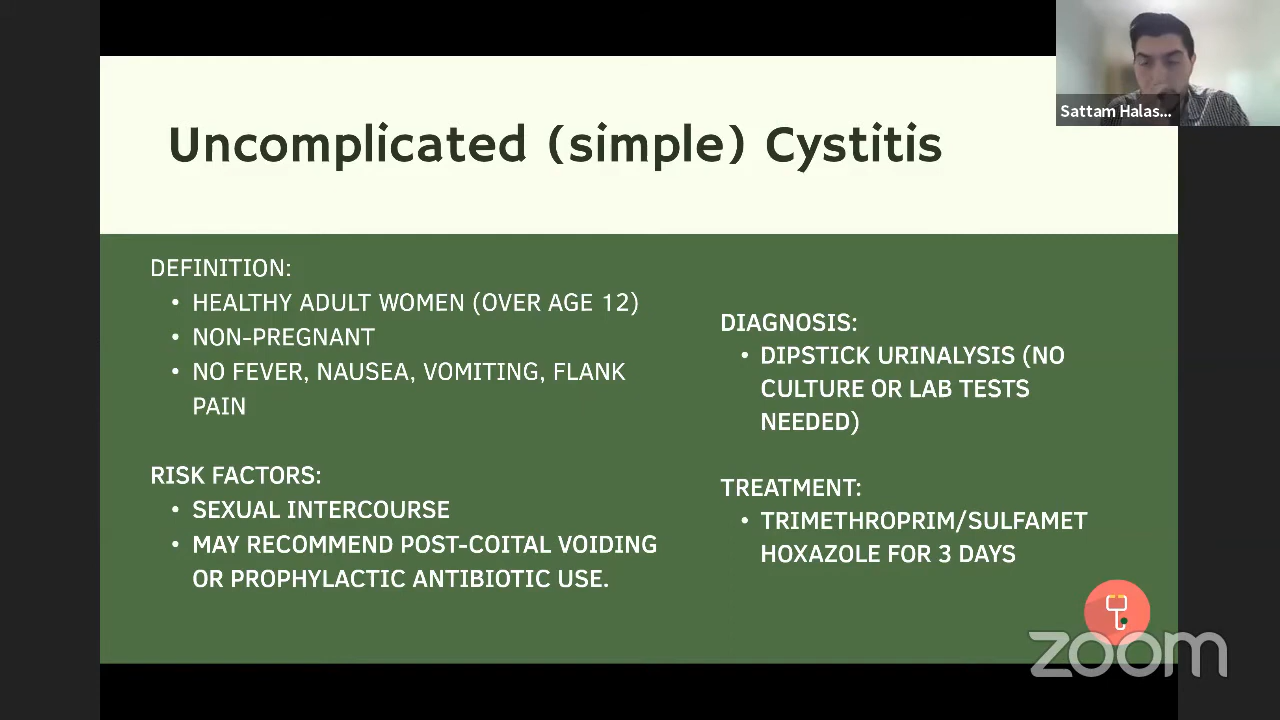 Uncomplicated (simple) Cystitis
Sattam Halas...
DEFINITION:
• HEALTHY ADULT WOMEN (OVER AGE 12)
• NON-PREGNANT
• NO FEVER, NAUSEA, VOMITING, FLANK
PAIN
RISK FACTORS:
• SEXUAL INTERCOURSE
• MAY RECOMMEND POST-COITAL VOIDING
OR PROPHYLACTIC ANTIBIOTIC USE.
DIAGNOSIS:
• DIPSTICK URINALYSIS (NO
CULTURE OR LAB TESTS
NEEDED)
TREATMENT:
• TRIMETHROPRIM/SULFAMET
HOXAZOLE FOR 3 DAYS
zoom